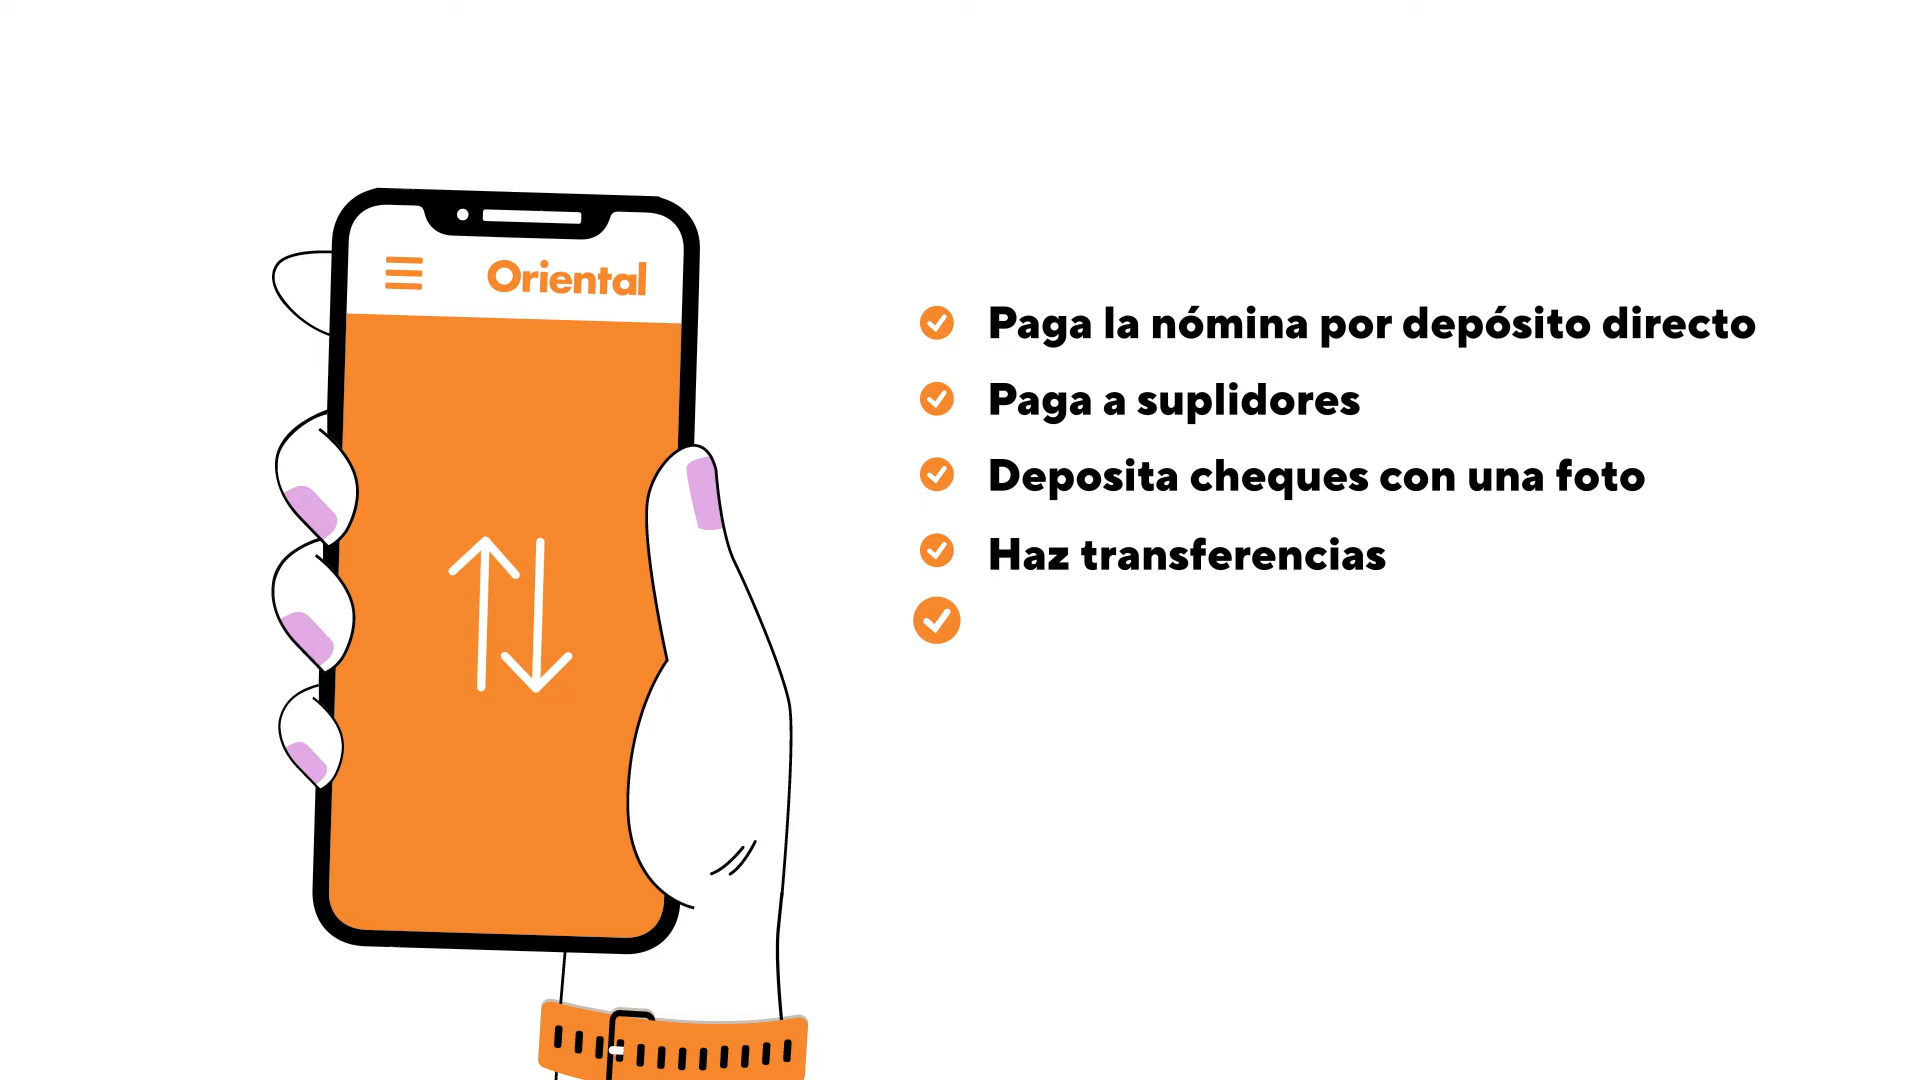 Oriental
Paga la nómina por depósito directo
Paga a suplidores
Deposita cheques con una foto
Haz transferencias